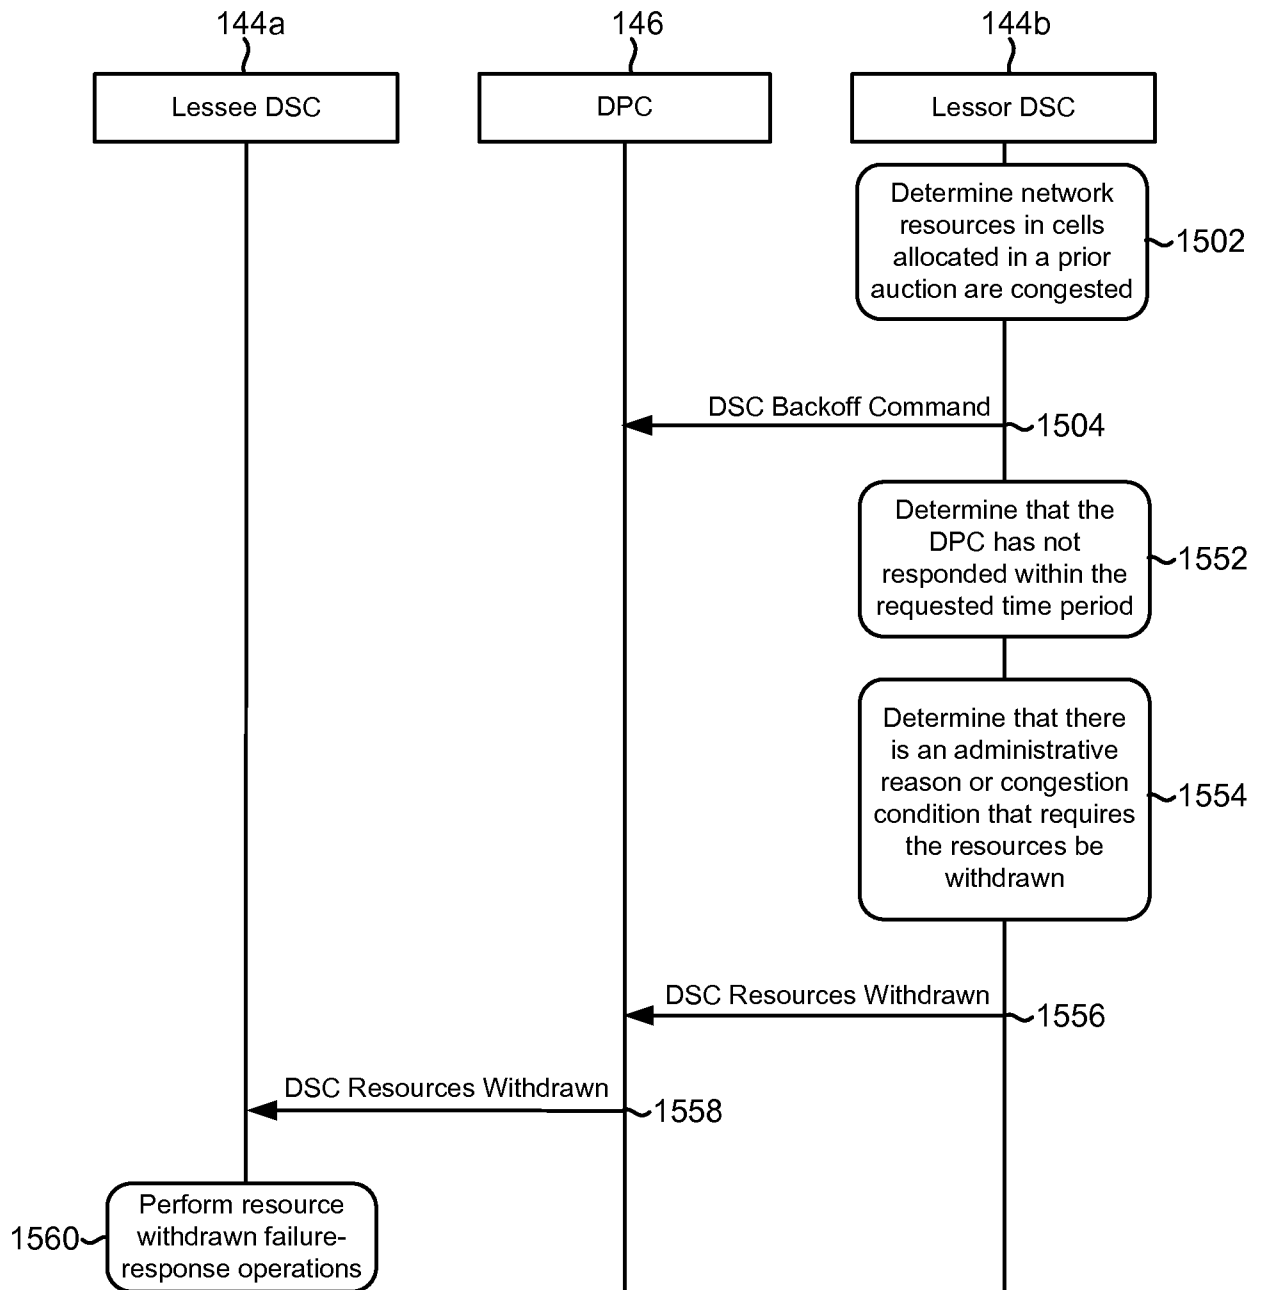 144a
146
144b
Lessee DSC
DPC
Lessor DSC
Determine network
resources in cells
allocated in a prior
auction are congested
1502
DSC Backoff Command
1504
Determine that the
DPC has not
responded within the
requested time period
1552
Determine that there
is an administrative
reason or congestion
condition that requires
the resources be
withdrawn
1554
DSC Resources Withdrawn
1556
DSC Resources Withdrawn
1558
Perform resource
withdrawn failure-
response operations
1560